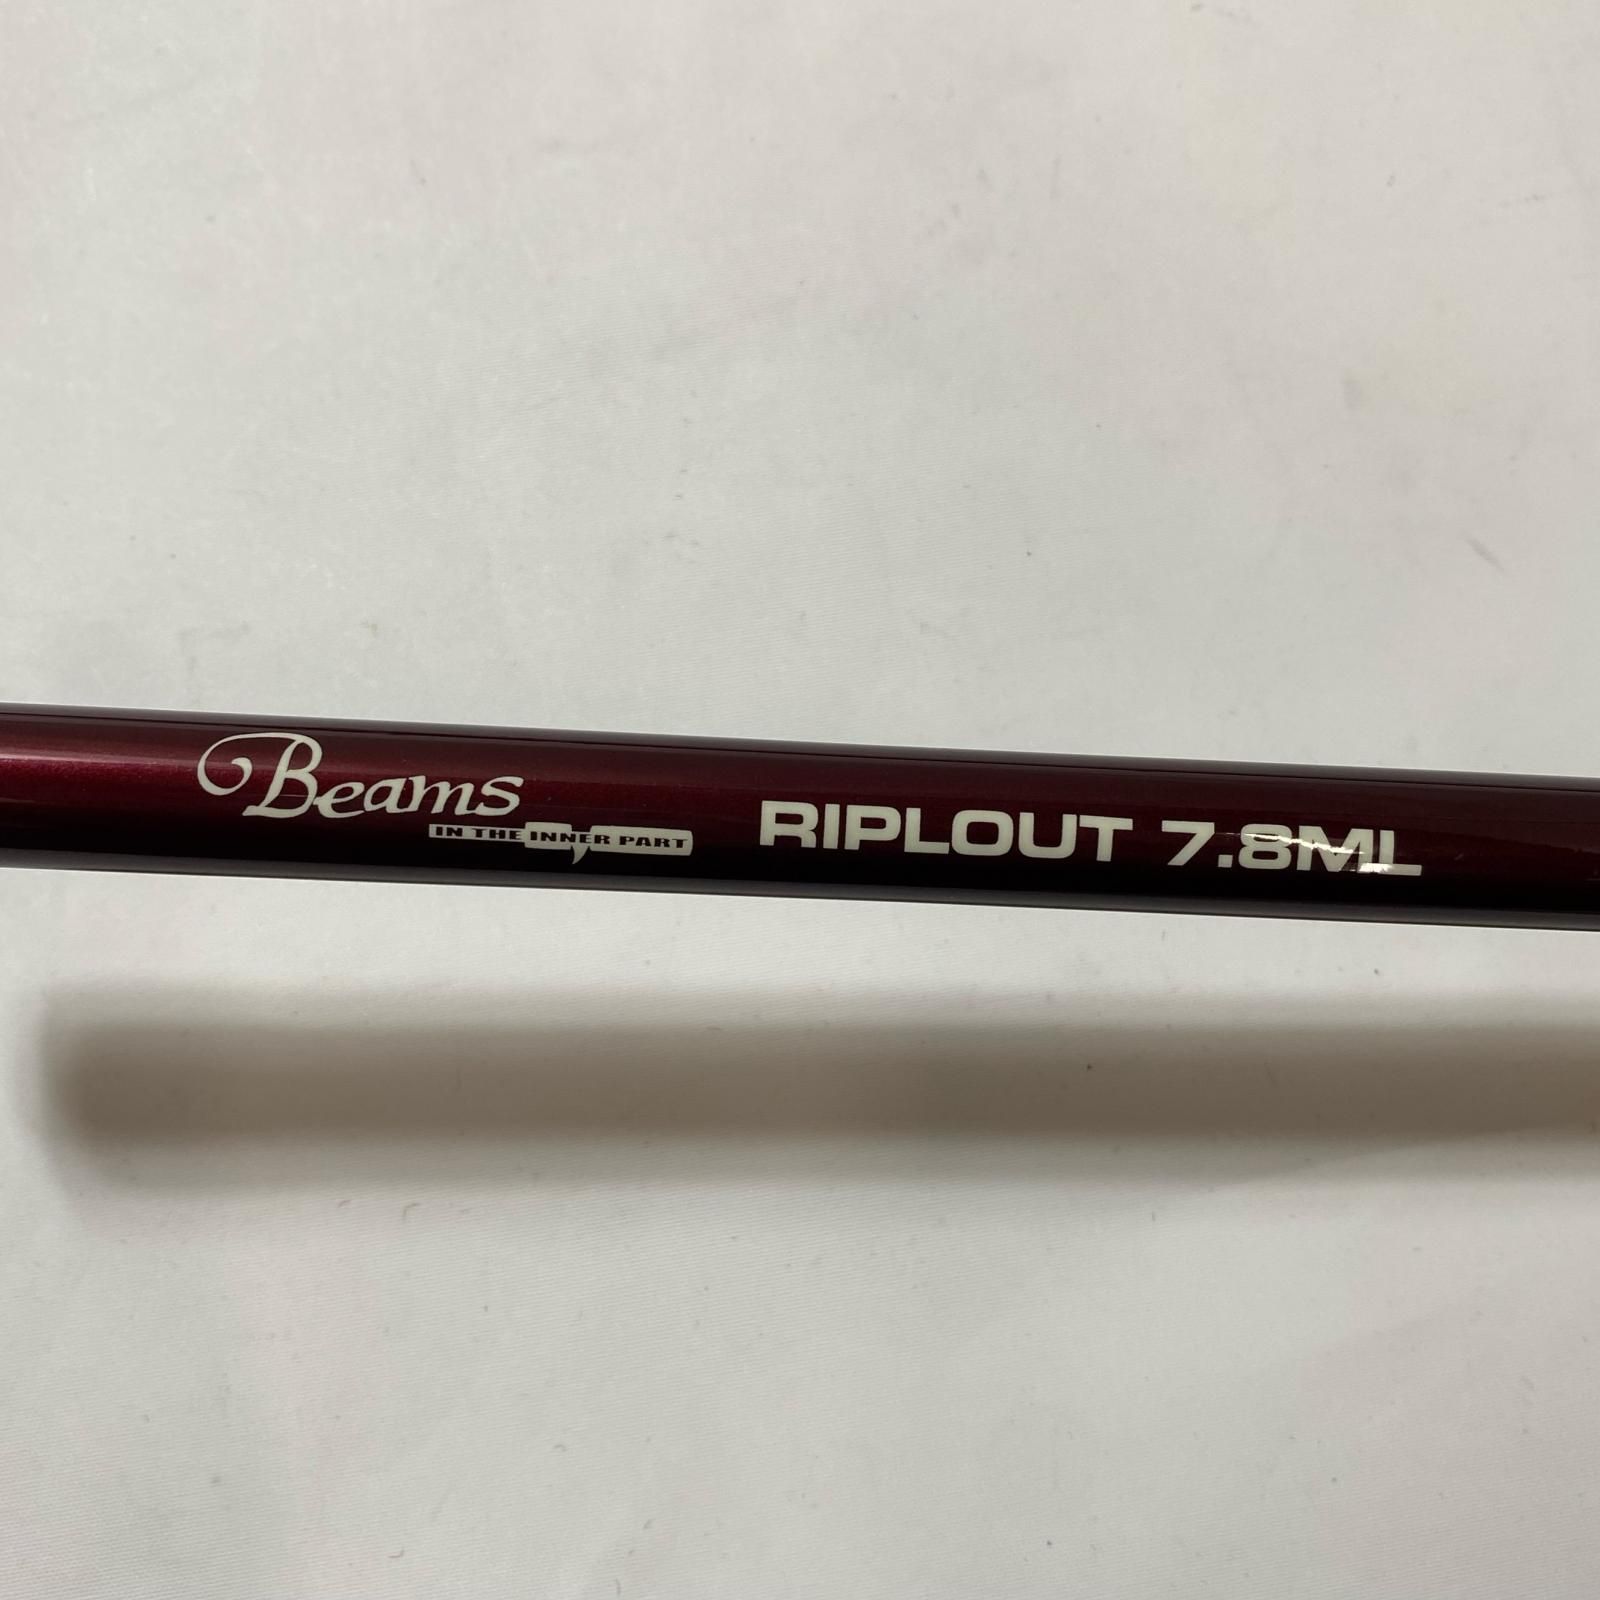 Beams
IN THE INNER PART
RIPLOUT 7.8ML